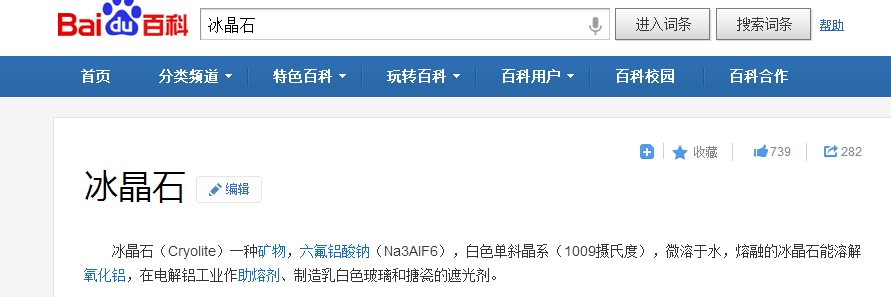 Bai du 百科 冰晶石 进入词条 搜索词条 帮助
首页 分类频道 特色百科 玩转百科 百科用户 百科校园 百科合作
收藏 739 282
冰晶石 编辑
冰晶石（Cryolite）一种矿物，六氟铝酸钠（Na3AlF6），白色单斜晶系（1009摄氏度），微溶于水，熔融的冰晶石能溶解
氧化铝，在电解铝工业作助熔剂、制造乳白色玻璃和搪瓷的遮光剂。